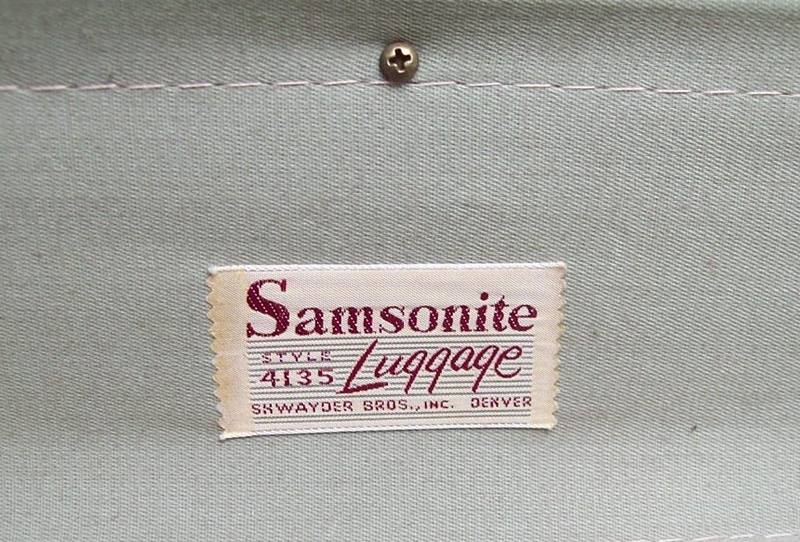 Samsonite
STYLE Luggage
4135
SHWAYDER BROS., INC. DENVER